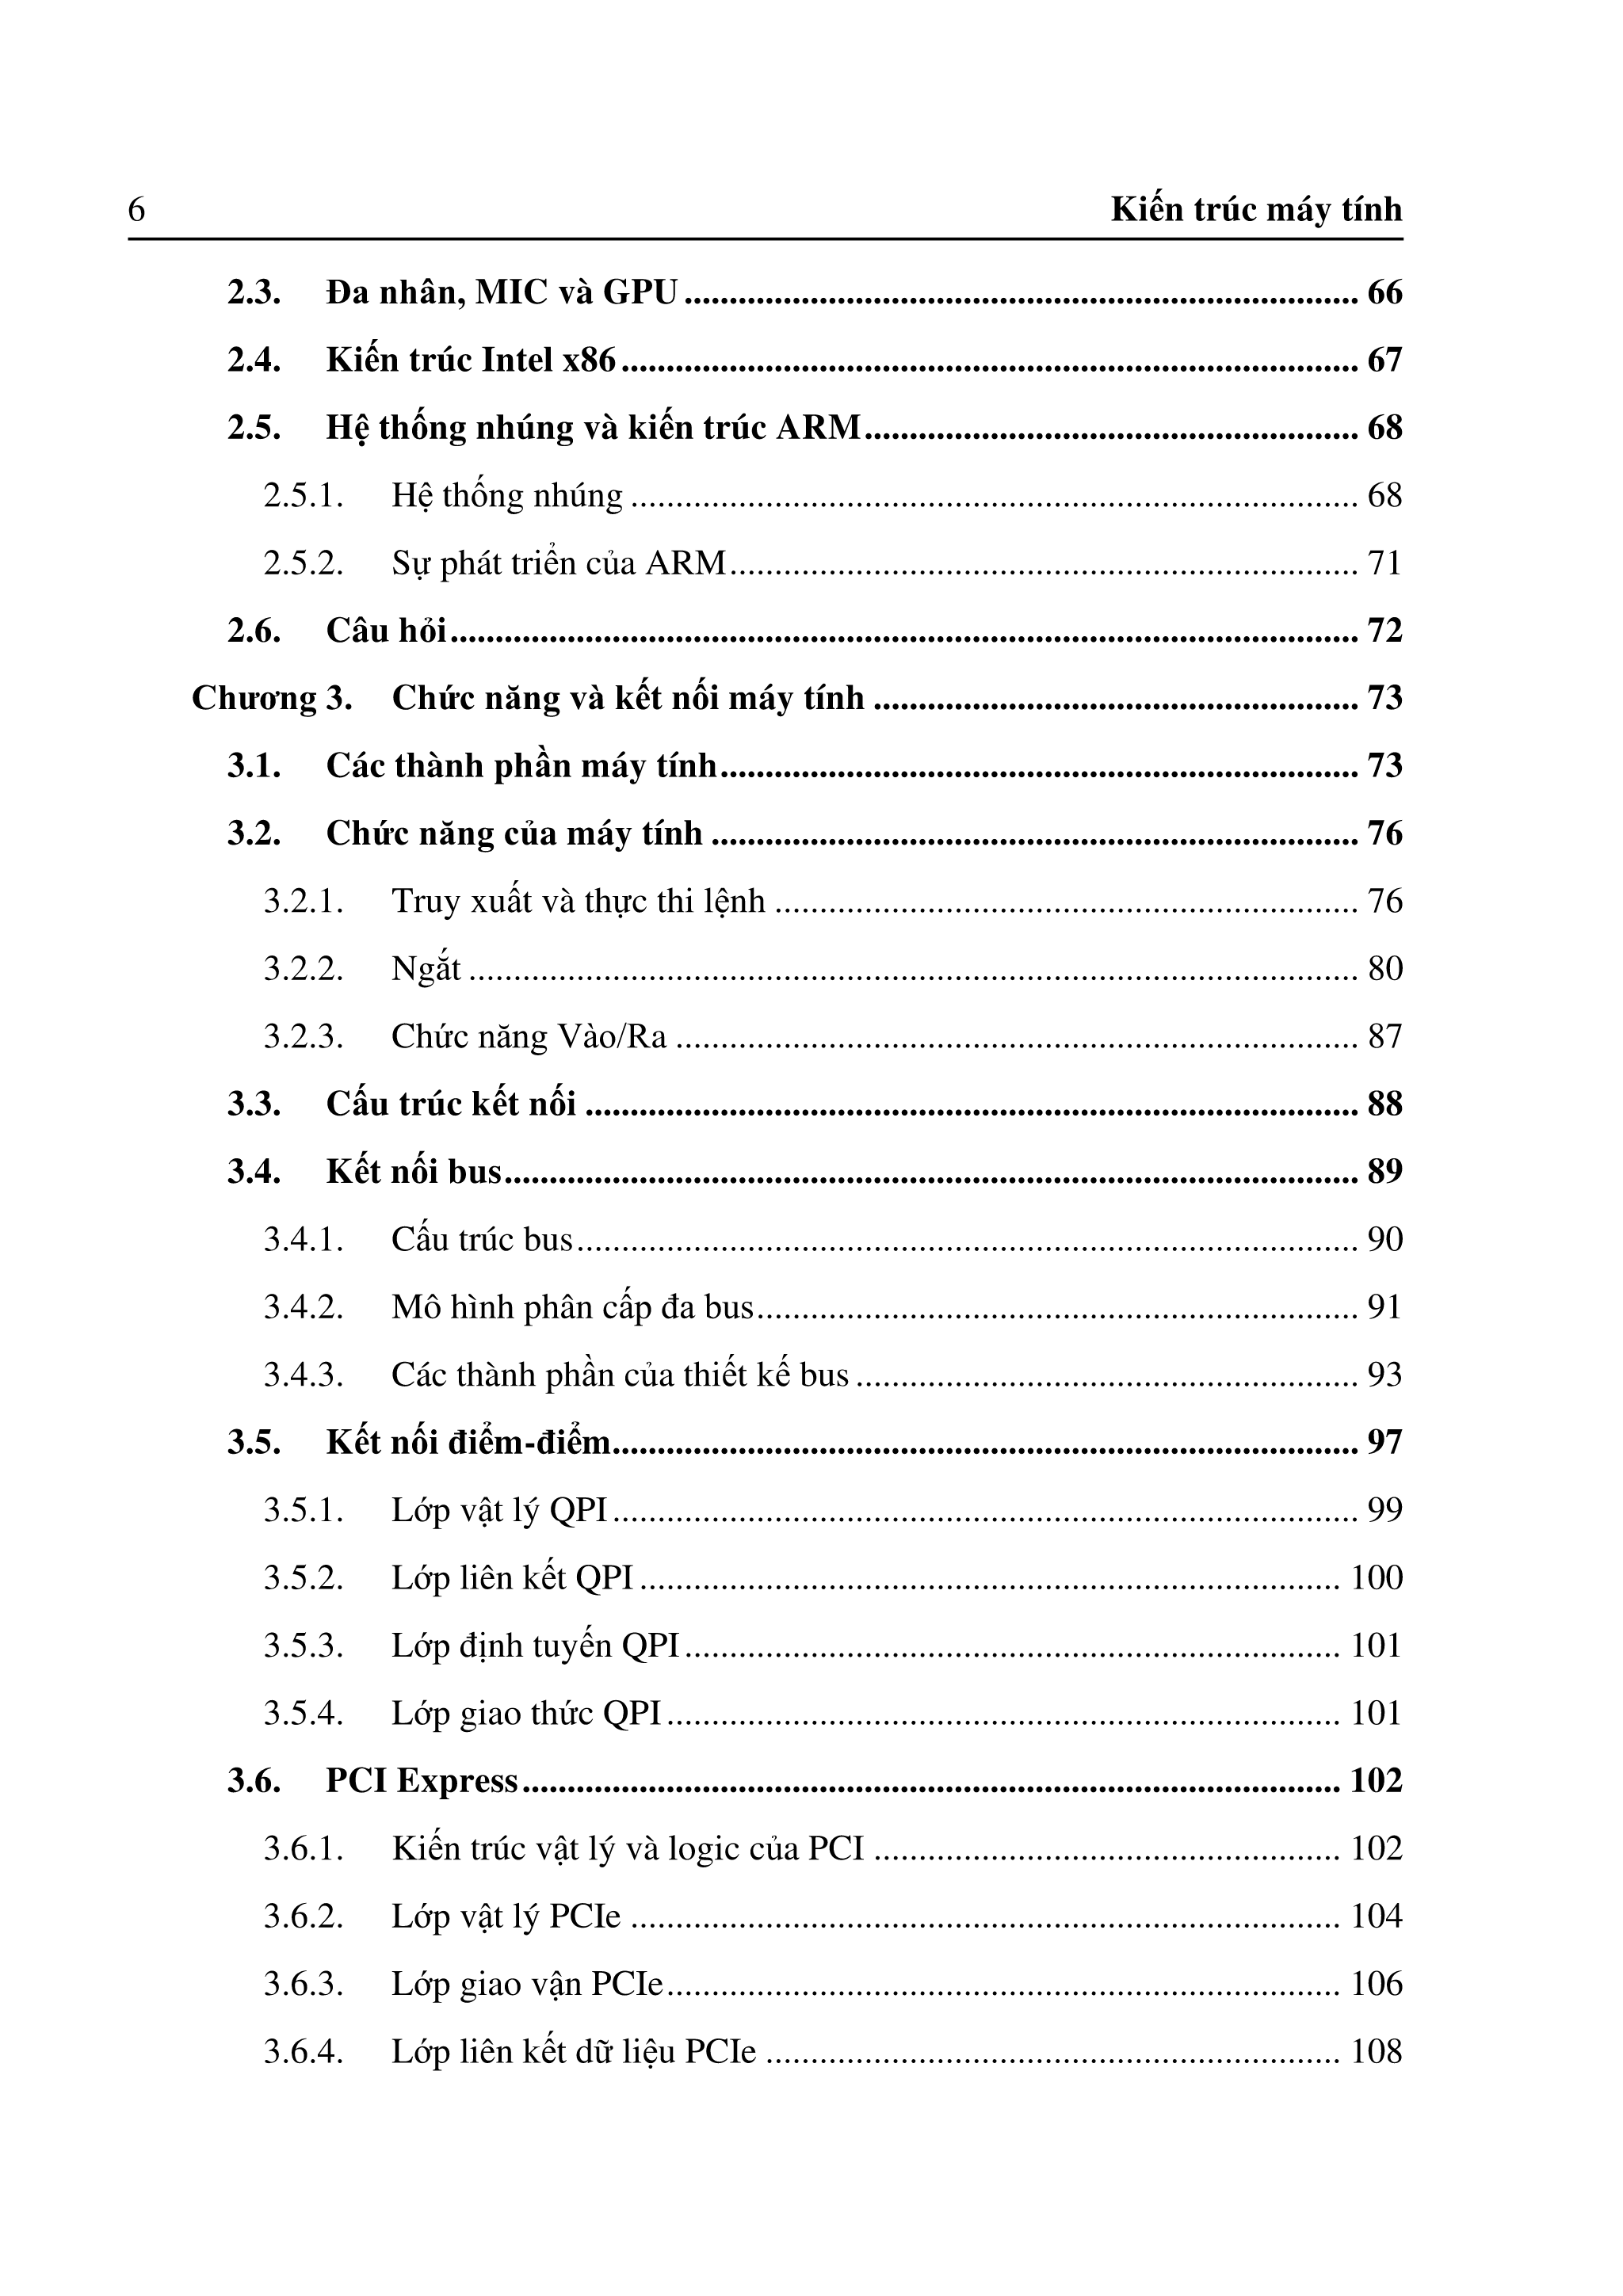 6 Kiến trúc máy tính
2.3. Đa nhân, MIC và GPU ........................................................................... 66
2.4. Kiến trúc Intel x86 .................................................................................. 67
2.5. Hệ thống nhúng và kiến trúc ARM....................................................... 68
2.5.1. Hệ thống nhúng ................................................................................. 68
2.5.2. Sự phát triển của ARM...................................................................... 71
2.6. Câu hỏi..................................................................................................... 72
Chương 3. Chức năng và kết nối máy tính ...................................................... 73
3.1. Các thành phần máy tính....................................................................... 73
3.2. Chức năng của máy tính ........................................................................ 76
3.2.1. Truy xuất và thực thi lệnh ................................................................. 76
3.2.2. Ngắt ................................................................................................... 80
3.2.3. Chức năng Vào/Ra ............................................................................ 87
3.3. Cấu trúc kết nối ...................................................................................... 88
3.4. Kết nối bus............................................................................................... 89
3.4.1. Cấu trúc bus....................................................................................... 90
3.4.2. Mô hình phân cấp đa bus................................................................... 91
3.4.3. Các thành phần của thiết kế bus ........................................................ 93
3.5. Kết nối điểm-điểm................................................................................... 97
3.5.1. Lớp vật lý QPI ................................................................................... 99
3.5.2. Lớp liên kết QPI .............................................................................. 100
3.5.3. Lớp định tuyến QPI ......................................................................... 101
3.5.4. Lớp giao thức QPI ........................................................................... 101
3.6. PCI Express ........................................................................................... 102
3.6.1. Kiến trúc vật lý và logic của PCI .................................................... 102
3.6.2. Lớp vật lý PCIe ............................................................................... 104
3.6.3. Lớp giao vận PCIe........................................................................... 106
3.6.4. Lớp liên kết dữ liệu PCIe ................................................................ 108